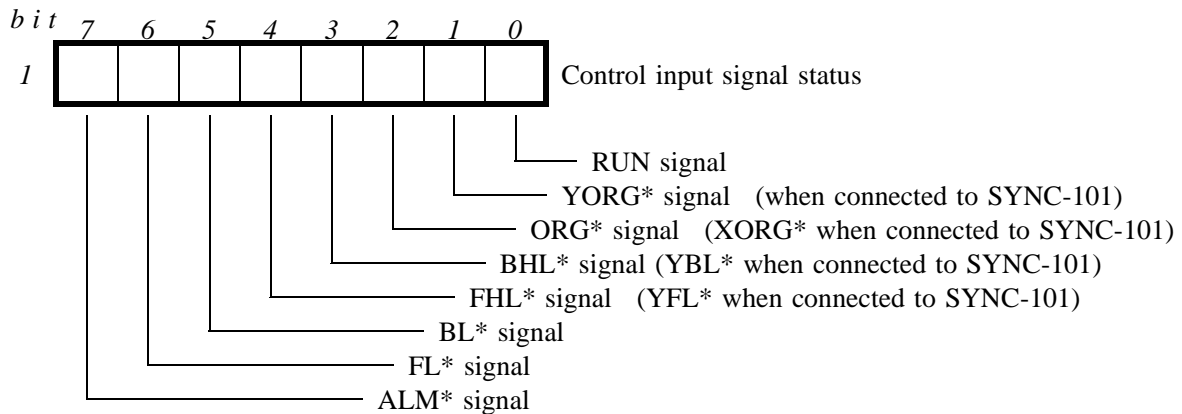 bit 7 6 5 4 3 2 1 0
1 Control input signal status
RUN signal
YORG* signal (when connected to SYNC-101)
ORG* signal (XORG* when connected to SYNC-101)
BHL* signal (YBL* when connected to SYNC-101)
FHL* signal (YFL* when connected to SYNC-101)
BL* signal
FL* signal
ALM* signal